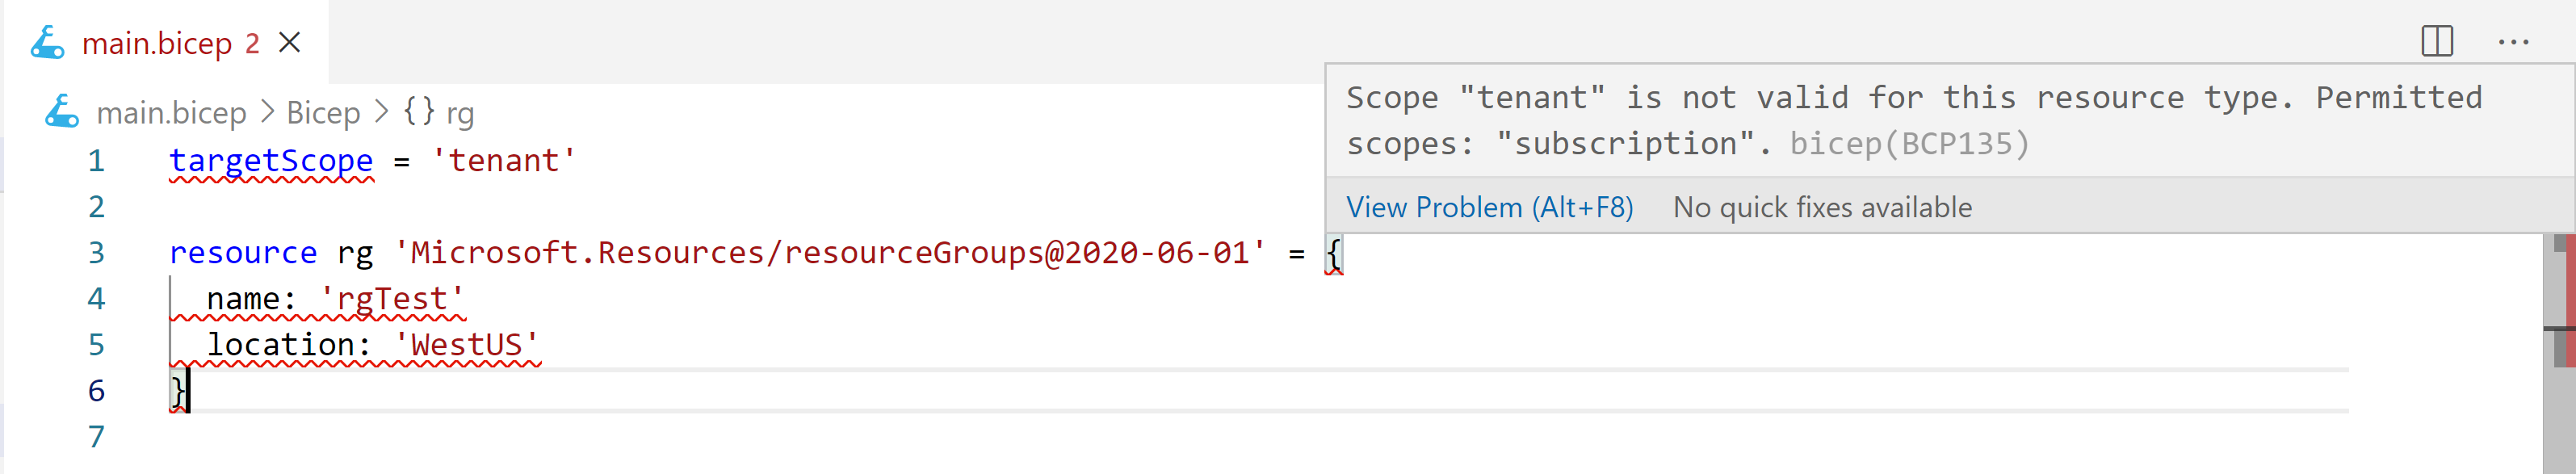 main.bicep 2
Scope "tenant" is not valid for this resource type. Permitted
scopes: "subscription". bicep(BCP135)
View Problem (Alt+F8) No quick fixes available
main.bicep > Bicep > {} rg
1 targetScope = 'tenant'
2
3 resource rg 'Microsoft.Resources/resourceGroups@2020-06-01' = {
4   name: 'rgTest'
5   location: 'WestUS'
6 }
7